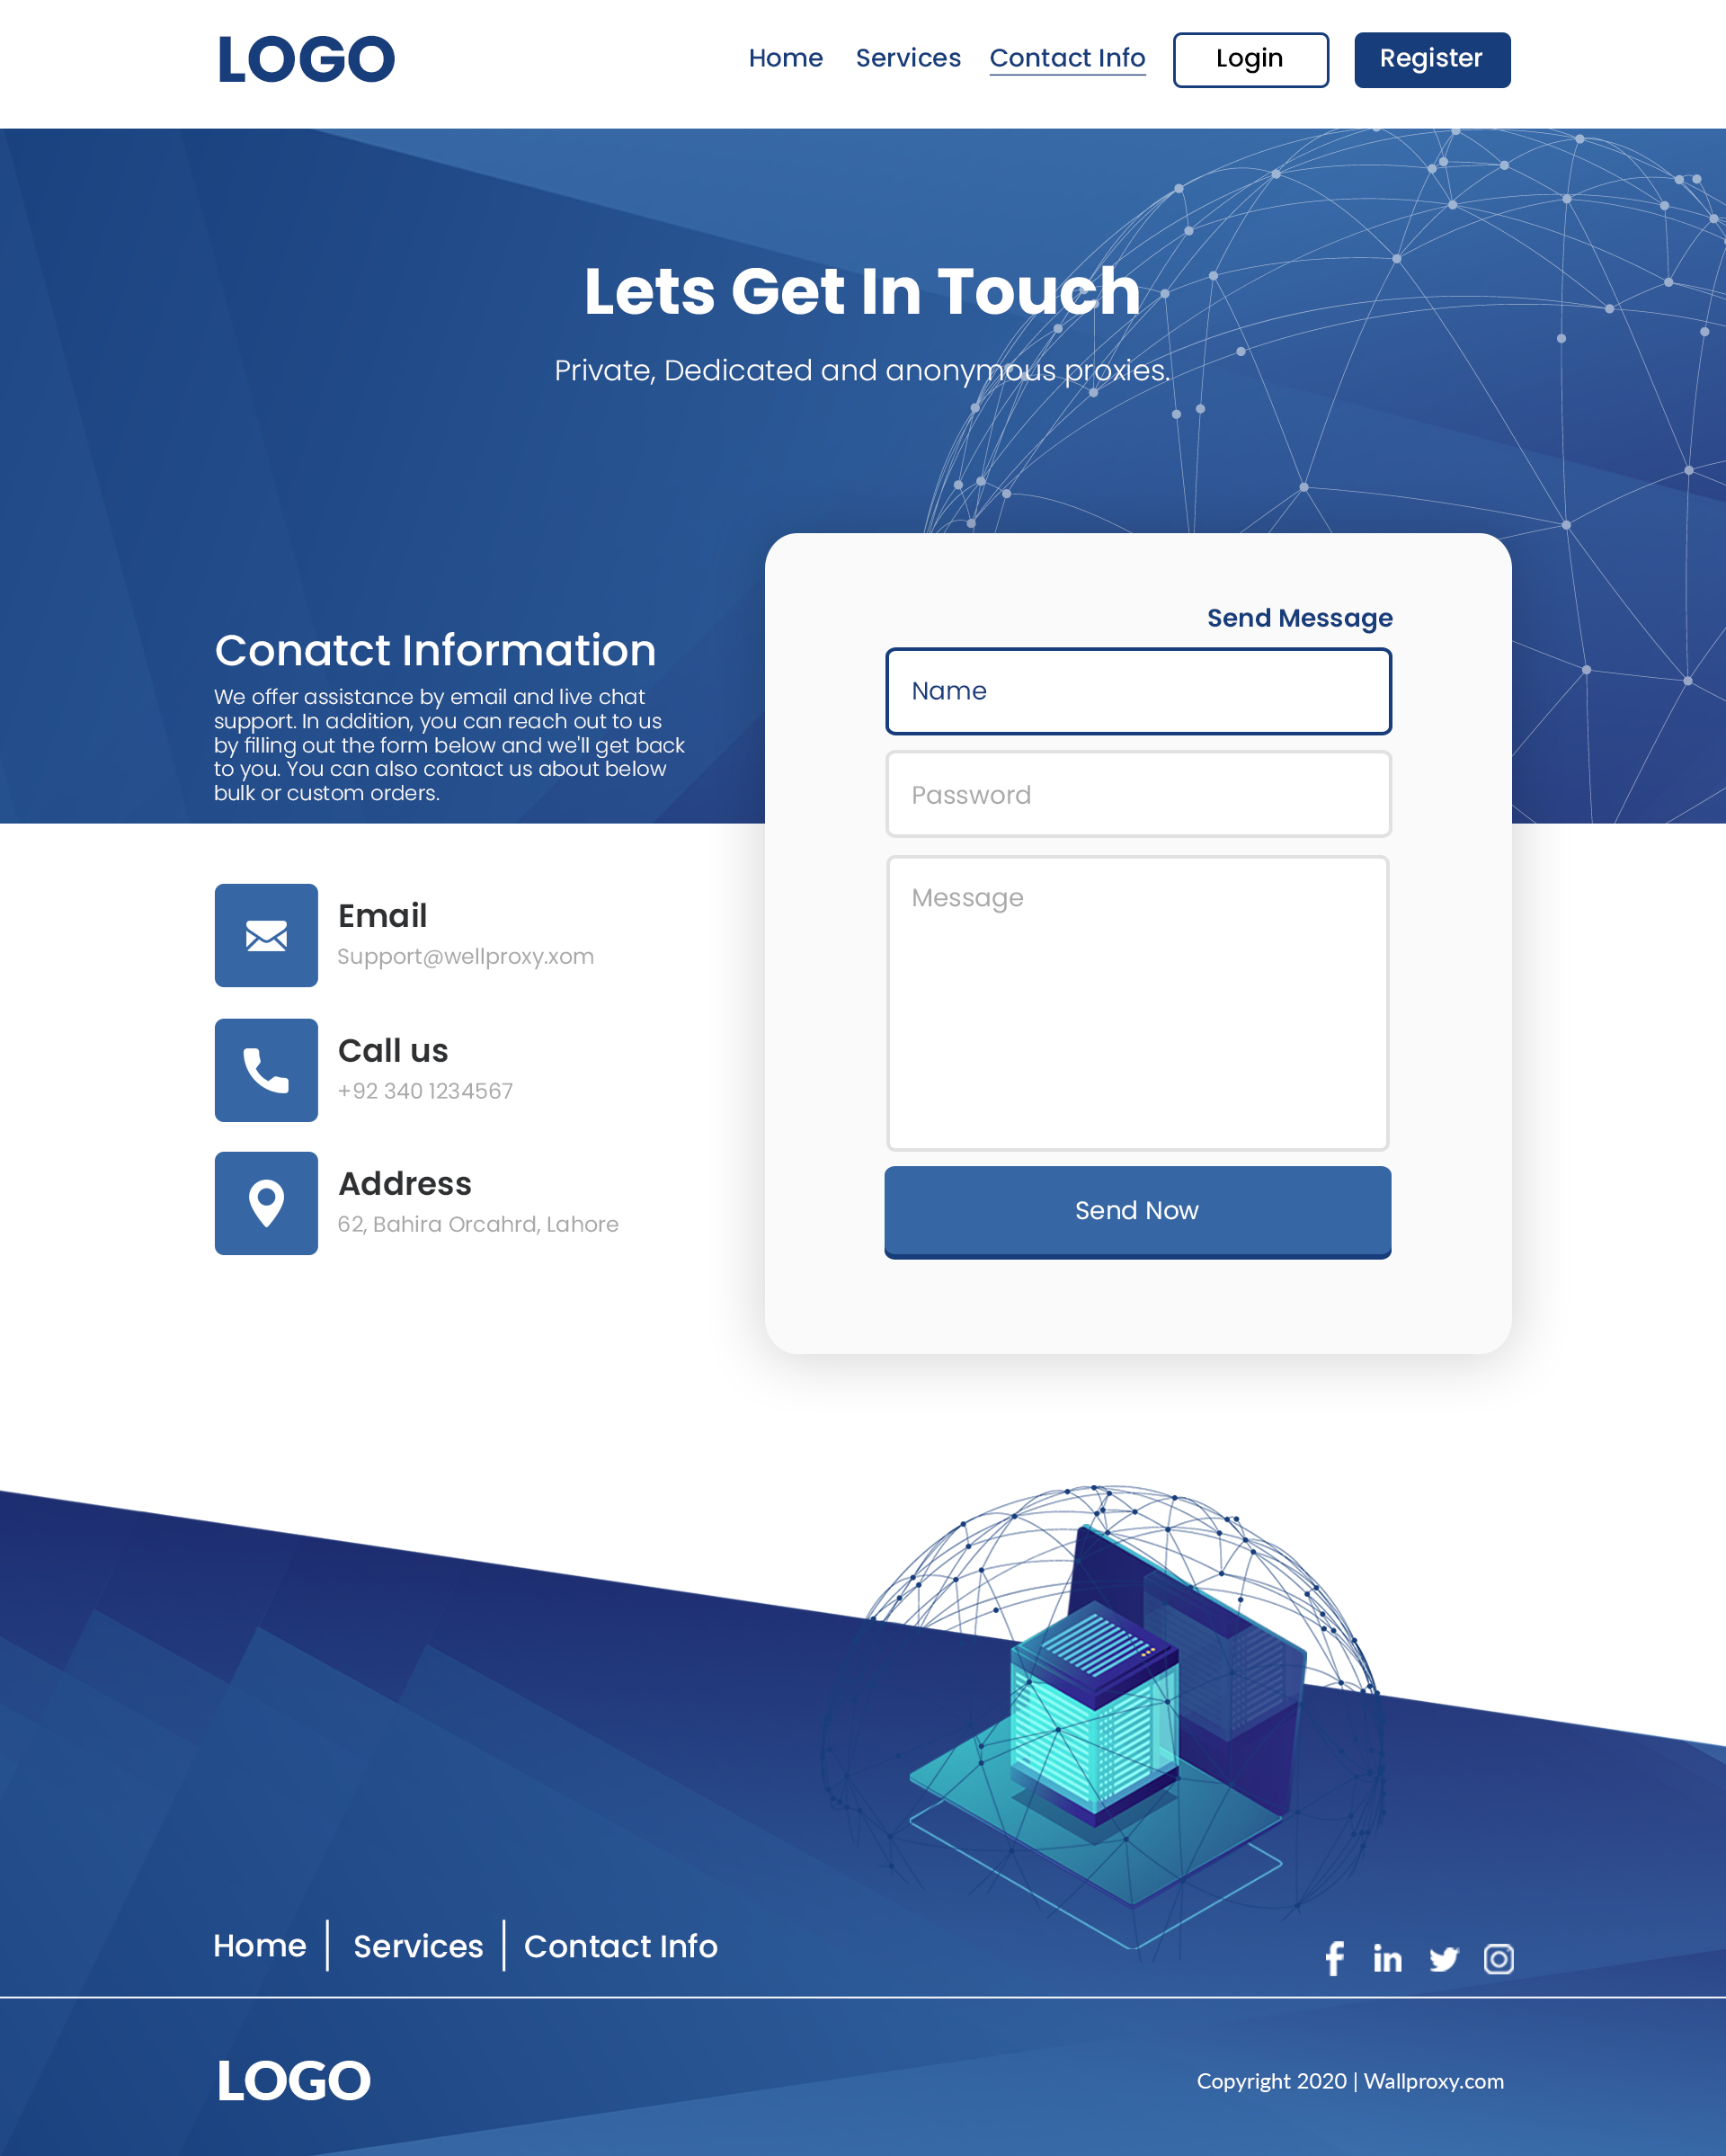 LOGO
Home Services Contact Info Login Register
Lets Get In Touch
Private, Dedicated and anonymous proxies.
Conatct Information
We offer assistance by email and live chat
support. In addition, you can reach out to us
by filling out the form below and we'll get back
to you. You can also contact us about below
bulk or custom orders.
Email
Support@wellproxy.xom
Call us
+92 340 1234567
Address
62, Bahira Orcahrd, Lahore
Send Message
Name
Password
Message
Send Now
Home | Services | Contact Info
f in
LOGO
Copyright 2020 | Wallproxy.com